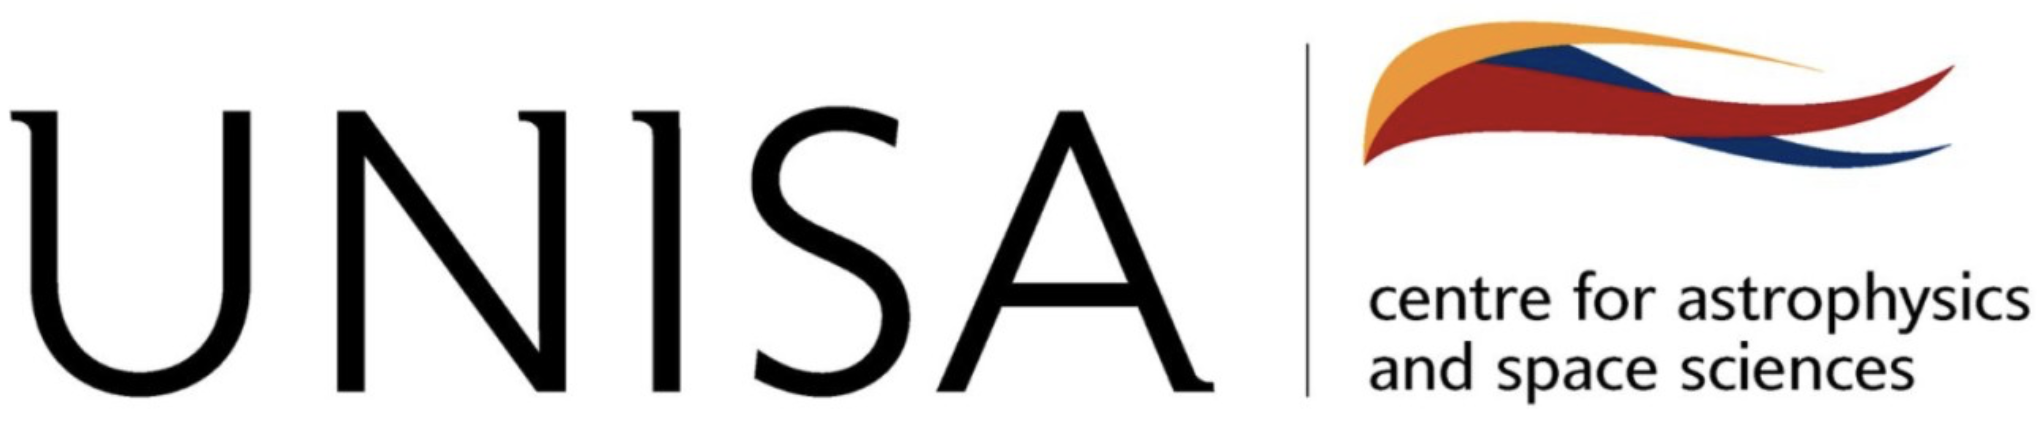 UNISA
centre for astrophysics
and space sciences